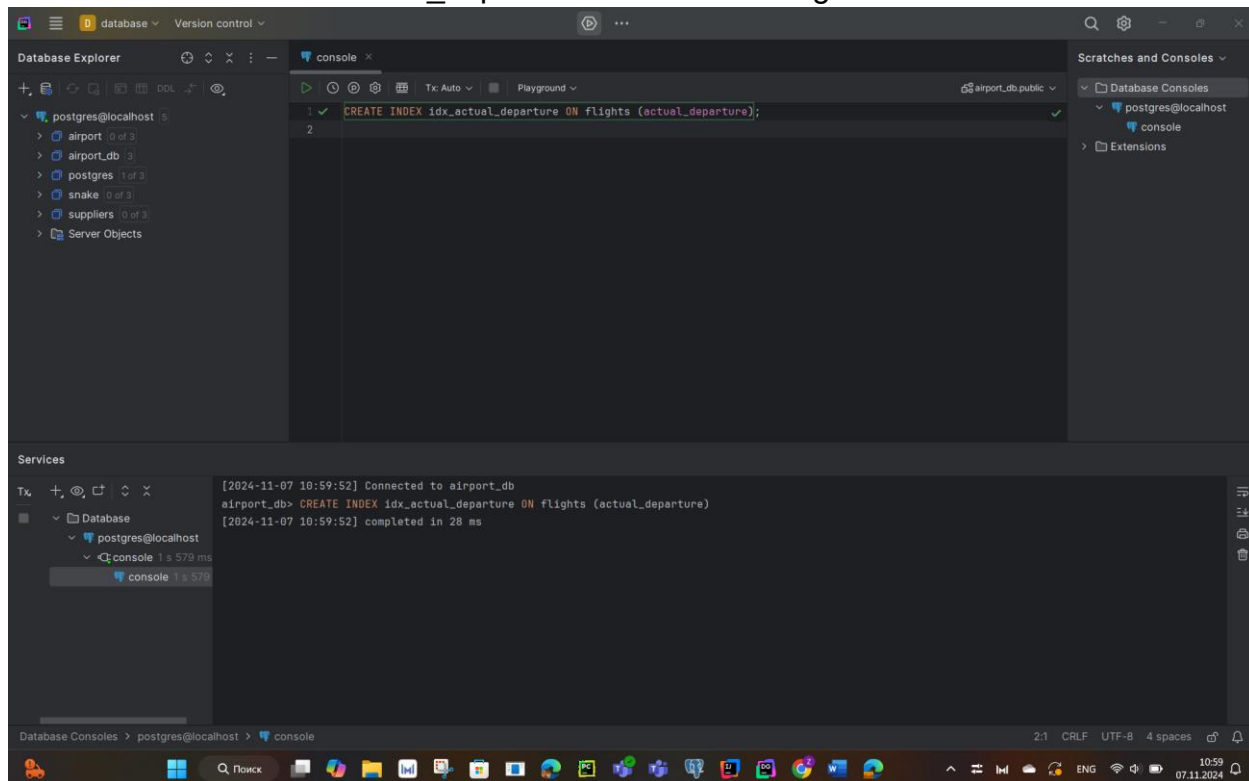 database Version control
Database Explorer
console
Scratches and Consoles
DDL
Tx: Auto Playground
airport_db.public
postgres@localhost 5
airport 0 of 3
airport_db 3
postgres 1 of 3
snake 0 of 3
suppliers 0 of 3
Server Objects
1 CREATE INDEX idx_actual_departure ON flights (actual_departure);
2
Database Consoles
postgres@localhost
console
Extensions
Services
Tx
Database
postgres@localhost
console 1 s 579 ms
console 1 s 579
[2024-11-07 10:59:52] Connected to airport_db
airport_db> CREATE INDEX idx_actual_departure ON flights (actual_departure)
[2024-11-07 10:59:52] completed in 28 ms
Database Consoles > postgres@localhost > console
2:1 CRLF UTF-8 4 spaces
Поиск
ENG
10:59
07.11.2024